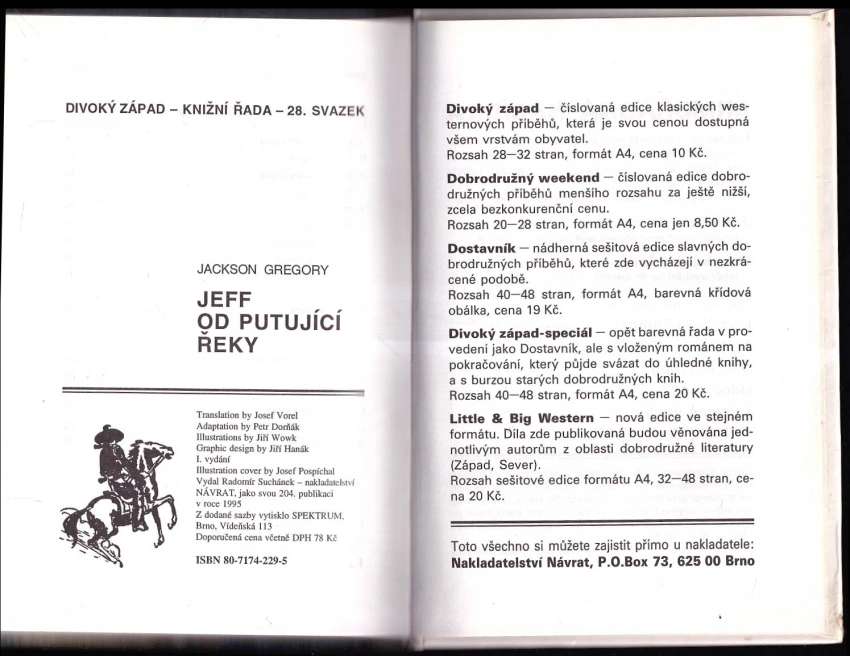 DIVOKÝ ZÁPAD – KNIŽNÍ ŘADA – 28. SVAZEK
JACKSON GREGORY
JEFF
OD PUTUJÍCÍ
ŘEKY
Translation by Josef Vorel
Adaptation by Petr Dorňák
Illustrations by Jiří Wowk
Graphic design by Jiří Hanák
I. vydání
Illustration cover by Josef Pospíchal
Vydal Radomír Suchánek – nakladatelství
NÁVRAT, jako svou 204. publikaci
v roce 1995
Z dodané sazby vytisklo SPEKTRUM,
Brno, Vídeňská 113
Doporučená cena včetně DPH 78 Kč
ISBN 80-7174-229-5
Divoký západ — číslovaná edice klasických wes-
ternových příběhů, která je svou cenou dostupná
všem vrstvám obyvatel.
Rozsah 28—32 stran, formát A4, cena 10 Kč.
Dobrodružný weekend — číslovaná edice dobro-
družných příběhů menšího rozsahu za ještě nižší,
zcela bezkonkurenční cenu.
Rozsah 20—28 stran, formát A4, cena jen 8,50 Kč.
Dostavník — nádherná sešitová edice slavných do-
brodružných příběhů, které zde vycházejí v nezkrá-
cené podobě.
Rozsah 40—48 stran, formát A4, barevná křídová
obálka, cena 19 Kč.
Divoký západ-speciál — opět barevná řada v pro-
vedení jako Dostavník, ale s vloženým románem na
pokračování, který půjde svázat do úhledné knihy,
a s burzou starých dobrodružných knih.
Rozsah 40—48 stran, formát A4, cena 20 Kč.
Little & Big Western — nová edice ve stejném
formátu. Díla zde publikovaná budou věnována jed-
notlivým autorům z oblasti dobrodružné literatury
(Západ, Sever).
Rozsah sešitové edice formátu A4, 32—48 stran, ce-
na 20 Kč.
Toto všechno si můžete zajistit přímo u nakladatele:
Nakladatelství Návrat, P.O.Box 73, 625 00 Brno